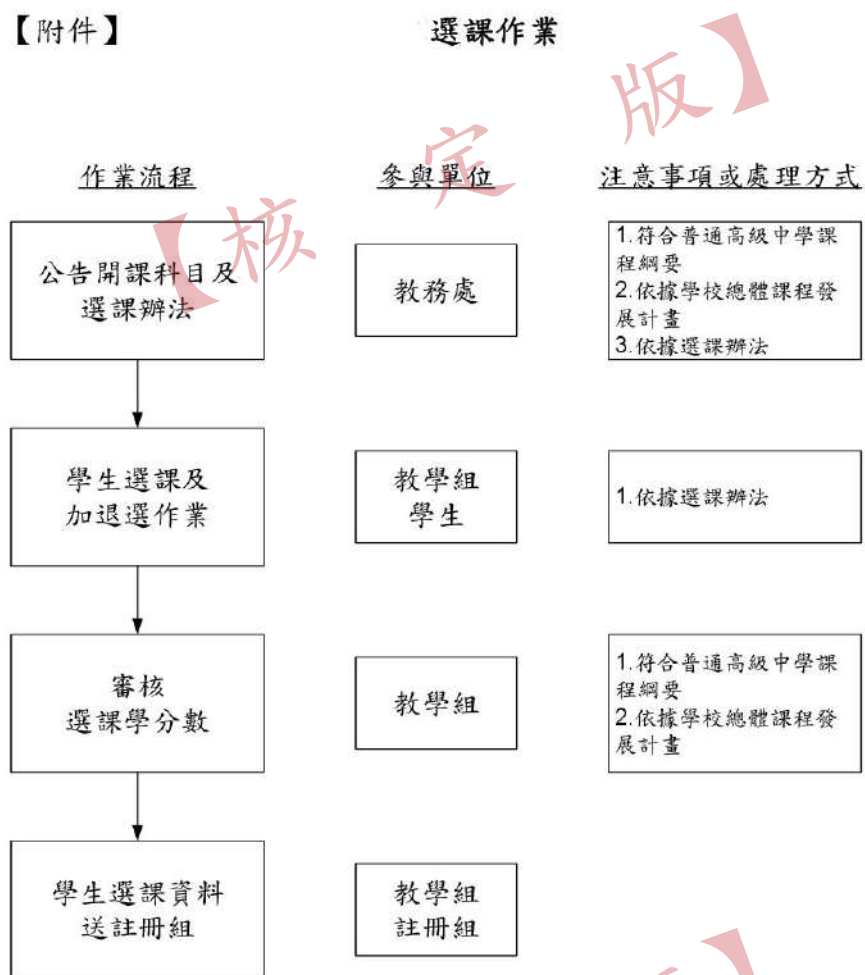 【附件】
選課作業
【核定版】
作業流程
參與單位
注意事項或處理方式
公告開課科目及
選課辦法
教務處
1.符合普通高級中學課
程綱要
2.依據學校總體課程發
展計畫
3.依據選課辦法
學生選課及
加退選作業
教學組
學生
1.依據選課辦法
審核
選課學分數
教學組
1.符合普通高級中學課
程綱要
2.依據學校總體課程發
展計畫
學生選課資料
送註冊組
教學組
註冊組